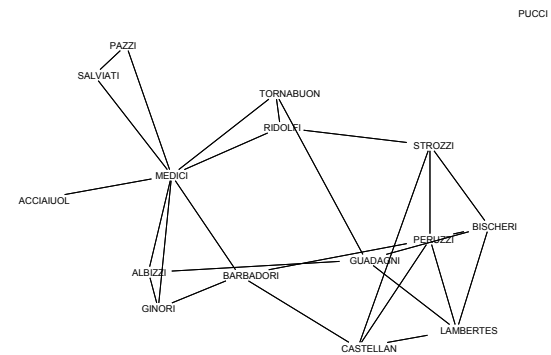 PUCCI
PAZZI
SALVIATI
TORNABUON
RIDOLFI
STROZZI
MEDICI
ACCIAIUOL
BISCHERI
PERUZZI
GUADAGNI
ALBIZZI
BARBADORI
GINORI
LAMBERTES
CASTELLAN